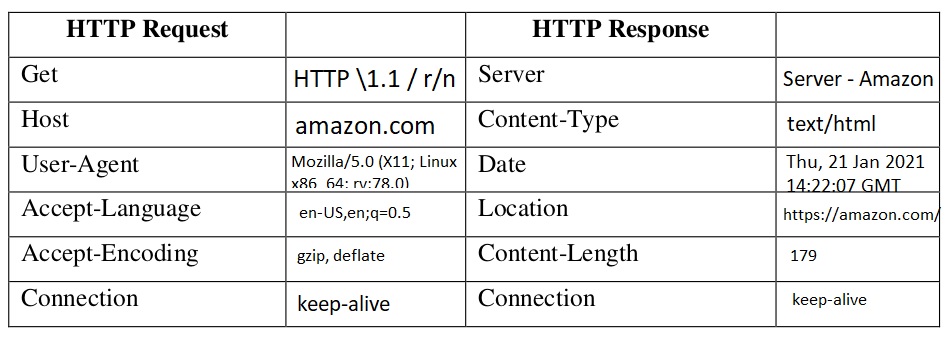 HTTP Request HTTP Response
Get HTTP \1.1 / r/n Server Server - Amazon
Host amazon.com Content-Type text/html
User-Agent Mozilla/5.0 (X11; Linux Date Thu, 21 Jan 2021
x86_64; rv:78.0) 14:22:07 GMT
Accept-Language en-US,en;q=0.5 Location https://amazon.com/
Accept-Encoding gzip, deflate Content-Length 179
Connection keep-alive Connection keep-alive